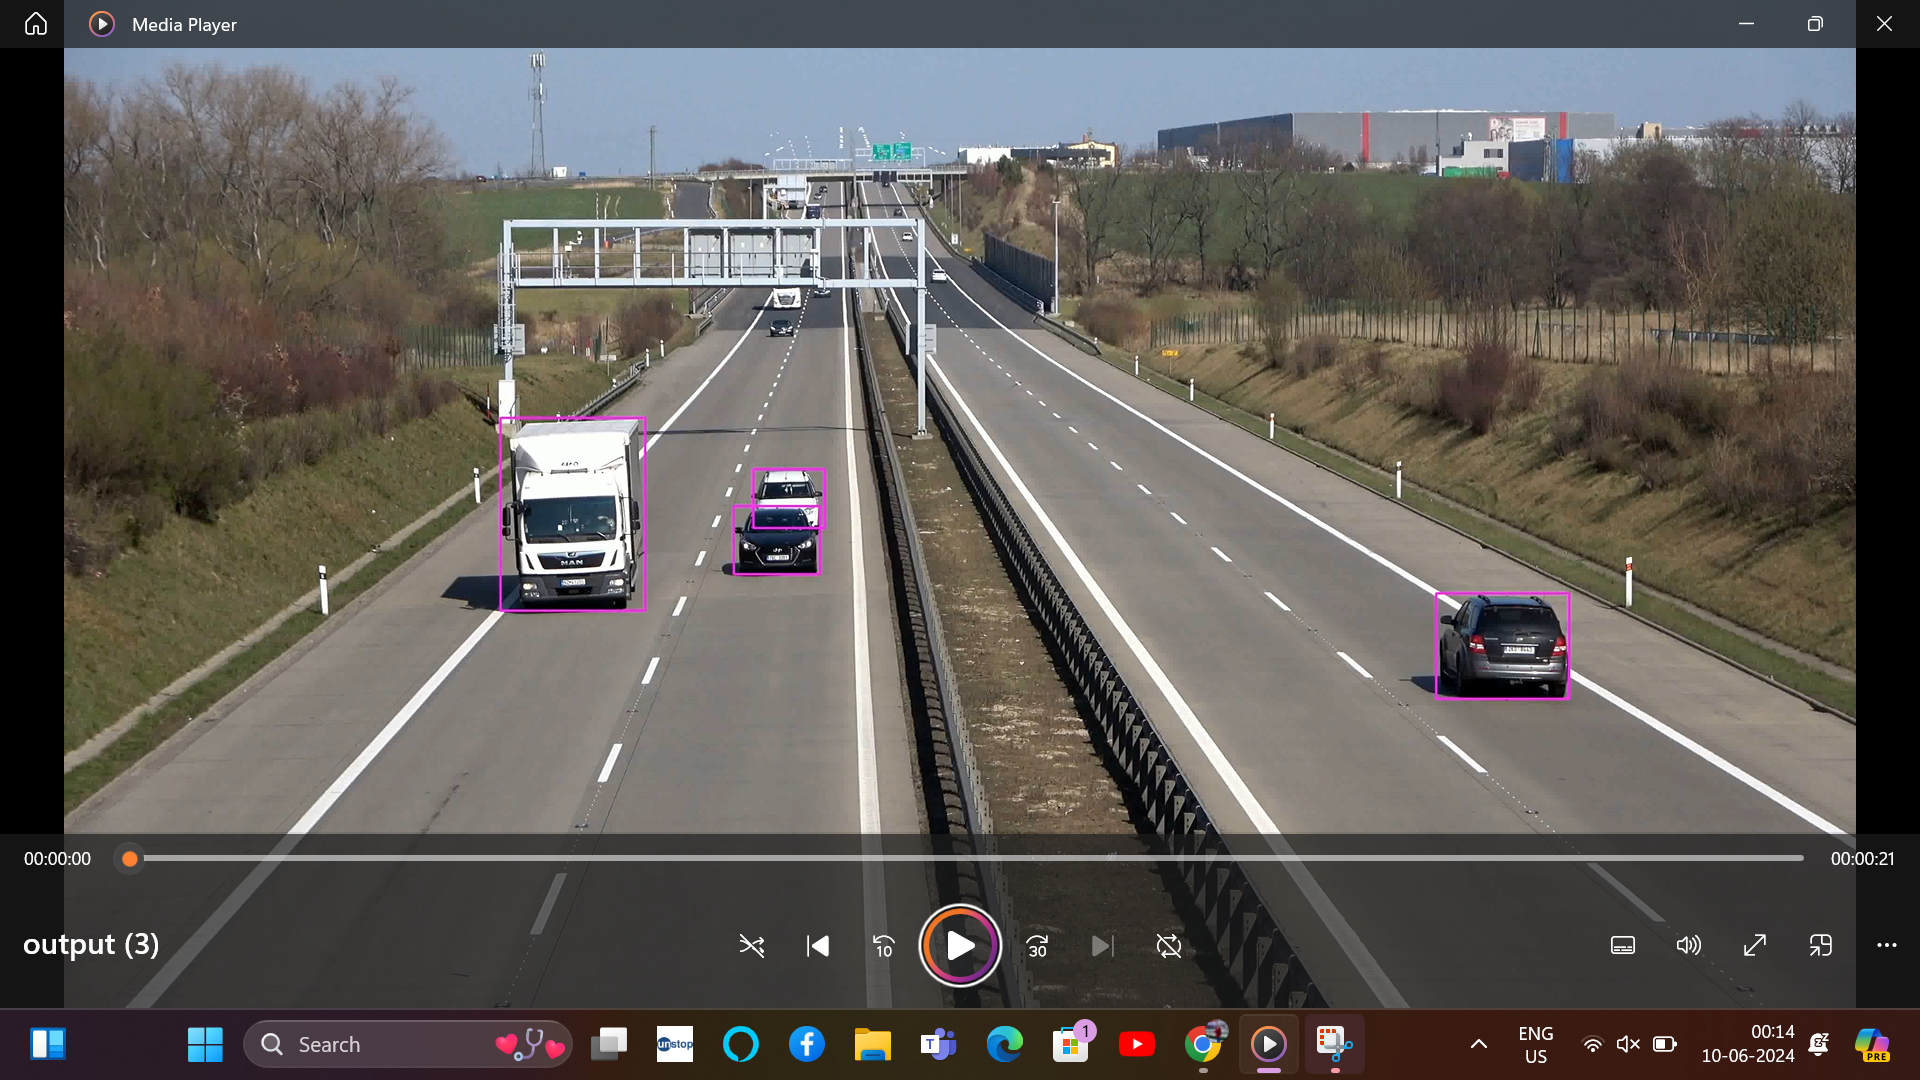 Media Player
MAN
00:00:00
00:00:21
output (3)
10
30
Search
unstop
T
1
ENG
US
00:14
10-06-2024
PRE